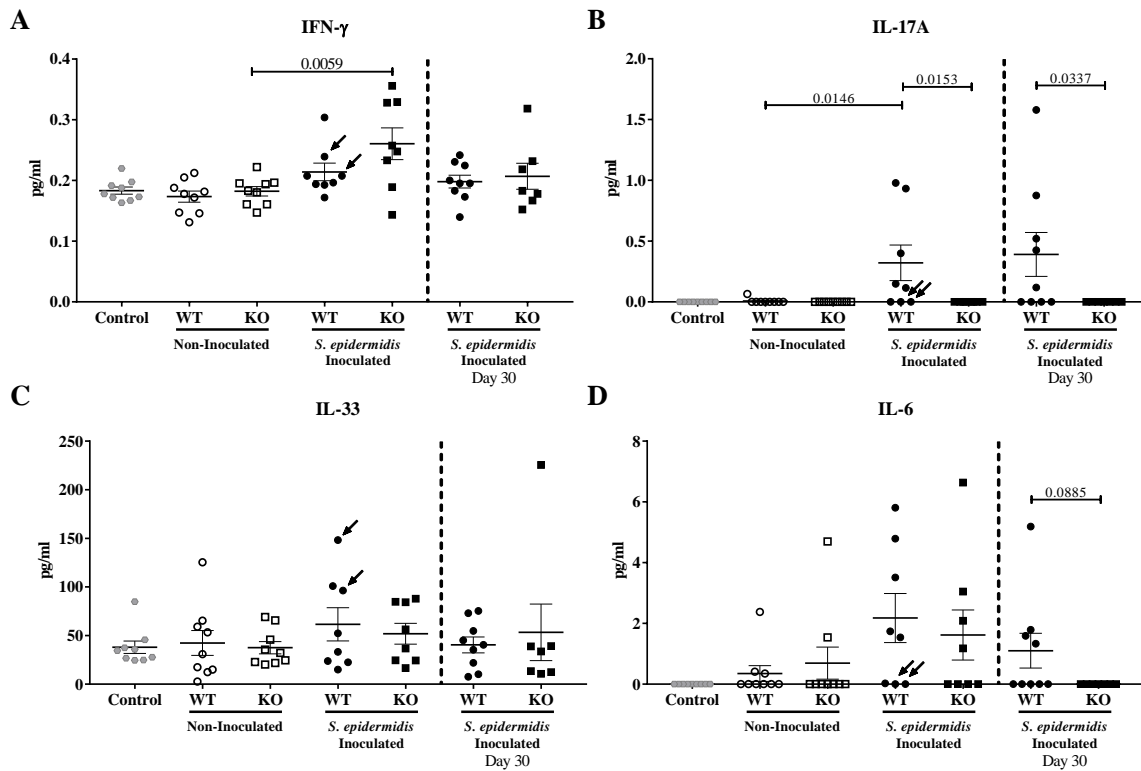 A
IFN-γ
0.4
0.3
0.2
0.1
0.0
pg/ml
0.0059
Control
WT
KO
WT
KO
WT
KO
Non-Inoculated
S. epidermidis
Inoculated
S. epidermidis
Inoculated
Day 30
B
IL-17A
2.0
1.5
1.0
0.5
0.0
pg/ml
0.0146
0.0153
0.0337
Control
WT
KO
WT
KO
WT
KO
Non-Inoculated
S. epidermidis
Inoculated
S. epidermidis
Inoculated
Day 30
C
IL-33
250
200
150
100
50
0
pg/ml
Control
WT
KO
WT
KO
WT
KO
Non-Inoculated
S. epidermidis
Inoculated
S. epidermidis
Inoculated
Day 30
D
IL-6
8
6
4
2
0
pg/ml
0.0885
Control
WT
KO
WT
KO
WT
KO
Non-Inoculated
S. epidermidis
Inoculated
S. epidermidis
Inoculated
Day 30